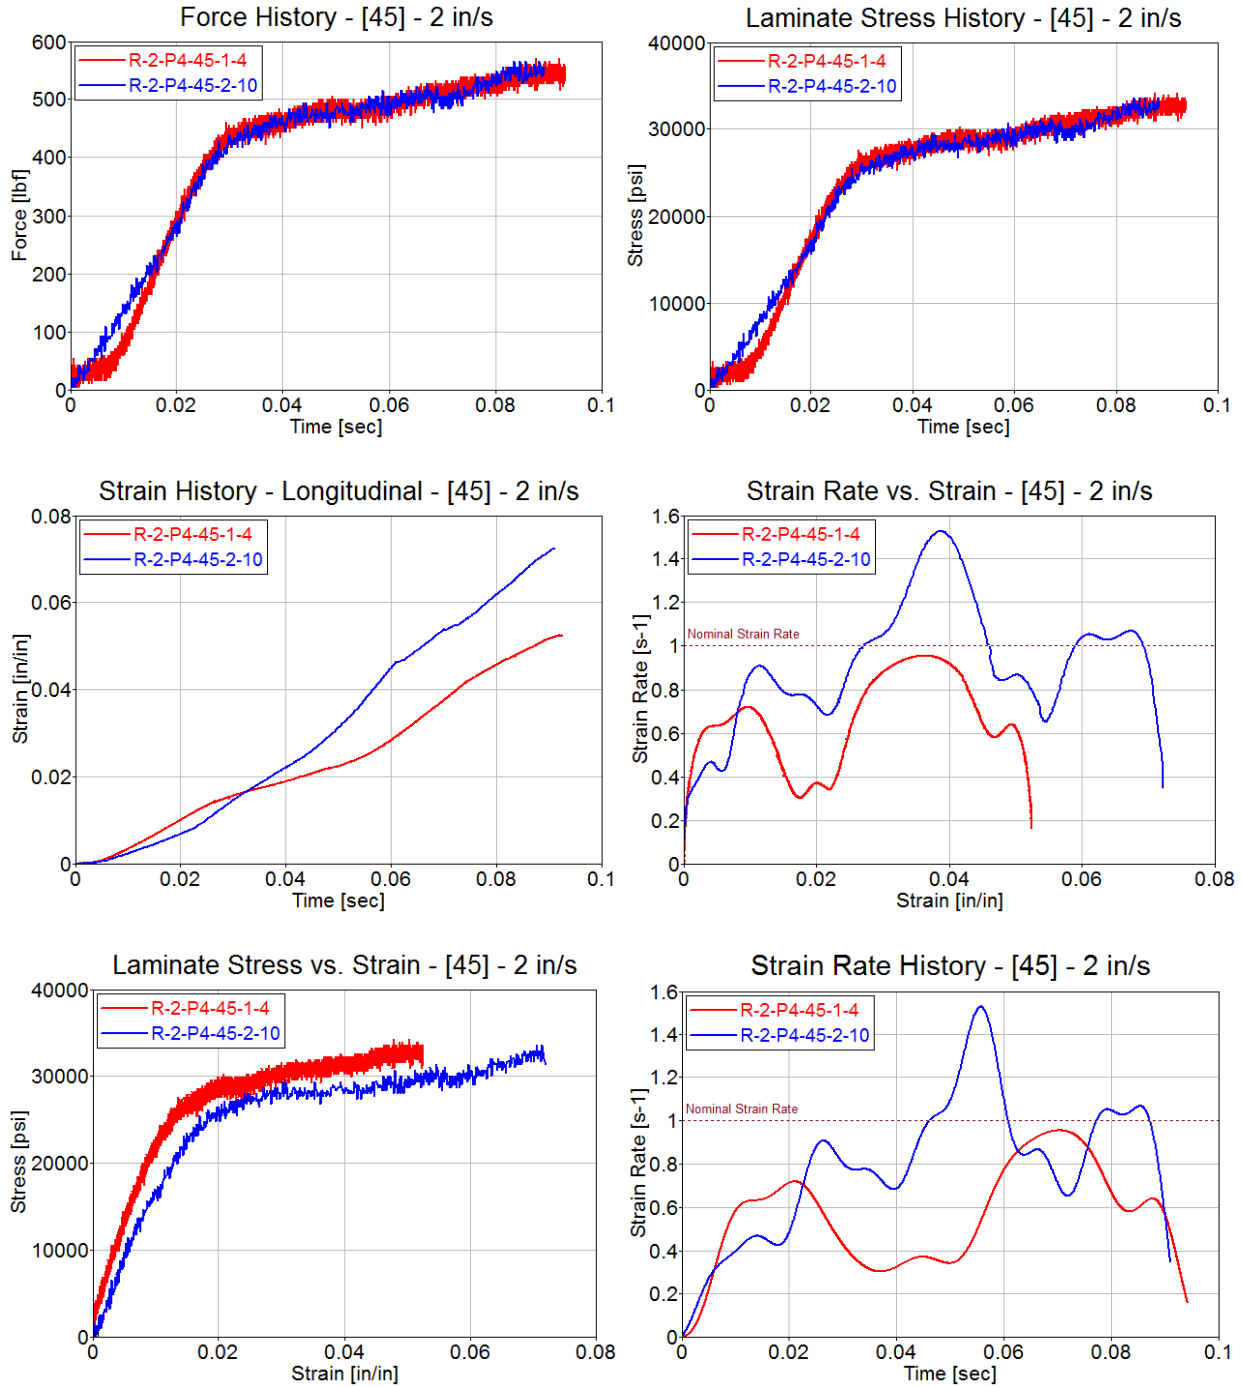 Force History - [45] - 2 in/s
600
500
400
300
200
100
0
Force [lbf]
R-2-P4-45-1-4
R-2-P4-45-2-10
0
0.02
0.04
0.06
0.08
0.1
Time [sec]
Laminate Stress History - [45] - 2 in/s
40000
30000
20000
10000
0
Stress [psi]
R-2-P4-45-1-4
R-2-P4-45-2-10
0
0.02
0.04
0.06
0.08
0.1
Time [sec]
Strain History - Longitudinal - [45] - 2 in/s
0.08
0.06
0.04
0.02
0
Strain [in/in]
R-2-P4-45-1-4
R-2-P4-45-2-10
0
0.02
0.04
0.06
0.08
0.1
Time [sec]
Strain Rate vs. Strain - [45] - 2 in/s
1.6
1.4
1.2
1
0.8
0.6
0.4
0.2
0
Strain Rate [s-1]
R-2-P4-45-1-4
R-2-P4-45-2-10
Nominal Strain Rate
0
0.02
0.04
0.06
0.08
Strain [in/in]
Laminate Stress vs. Strain - [45] - 2 in/s
40000
30000
20000
10000
0
Stress [psi]
R-2-P4-45-1-4
R-2-P4-45-2-10
0
0.02
0.04
0.06
0.08
Strain [in/in]
Strain Rate History - [45] - 2 in/s
1.6
1.4
1.2
1
0.8
0.6
0.4
0.2
0
Strain Rate [s-1]
R-2-P4-45-1-4
R-2-P4-45-2-10
Nominal Strain Rate
0
0.02
0.04
0.06
0.08
0.1
Time [sec]